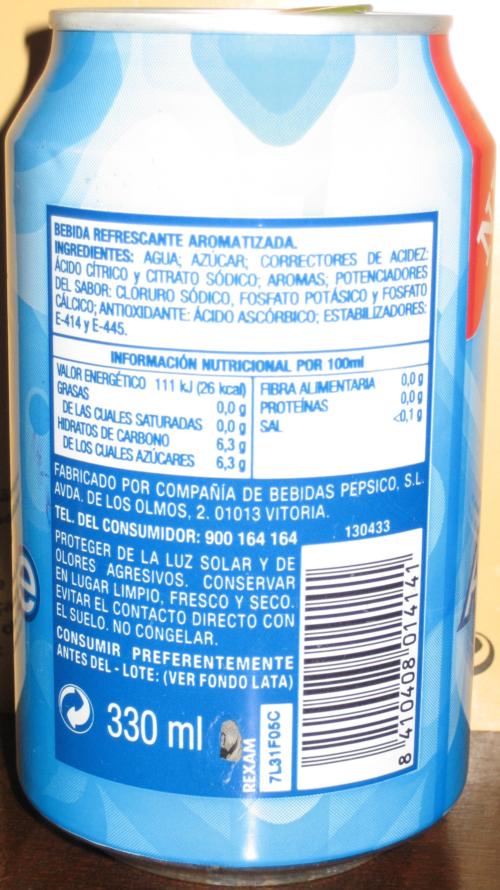 BEBIDA REFRESCANTE AROMATIZADA.
INGREDIENTES: AGUA; AZÚCAR; CORRECTORES DE ACIDEZ:
ÁCIDO CÍTRICO y CITRATO SÓDICO; AROMAS; POTENCIADORES
DEL SABOR: CLORURO SÓDICO, FOSFATO POTÁSICO y FOSFATO
CÁLCICO; ANTIOXIDANTE: ÁCIDO ASCÓRBICO; ESTABILIZADORES:
E-414 y E-445.
INFORMACIÓN NUTRICIONAL POR 100ml
VALOR ENERGÉTICO 111 kJ (26 kcal)
GRASAS 0,0 g
DE LAS CUALES SATURADAS 0,0 g
HIDRATOS DE CARBONO 6,3 g
DE LOS CUALES AZÚCARES 6,3 g
FIBRA ALIMENTARIA 0,0 g
PROTEÍNAS 0,0 g
SAL <0,1 g
FABRICADO POR COMPAÑÍA DE BEBIDAS PEPSICO, S.L.
AVDA. DE LOS OLMOS, 2. 01013 VITORIA.
TEL. DEL CONSUMIDOR: 900 164 164
130433
PROTEGER DE LA LUZ SOLAR Y DE
OLORES AGRESIVOS. CONSERVAR
EN LUGAR LIMPIO, FRESCO Y SECO.
EVITAR EL CONTACTO DIRECTO CON
EL SUELO. NO CONGELAR.
CONSUMIR PREFERENTEMENTE
ANTES DEL - LOTE: (VER FONDO LATA)
330 ml
REXAM
7L31F05C
8 410408 014141